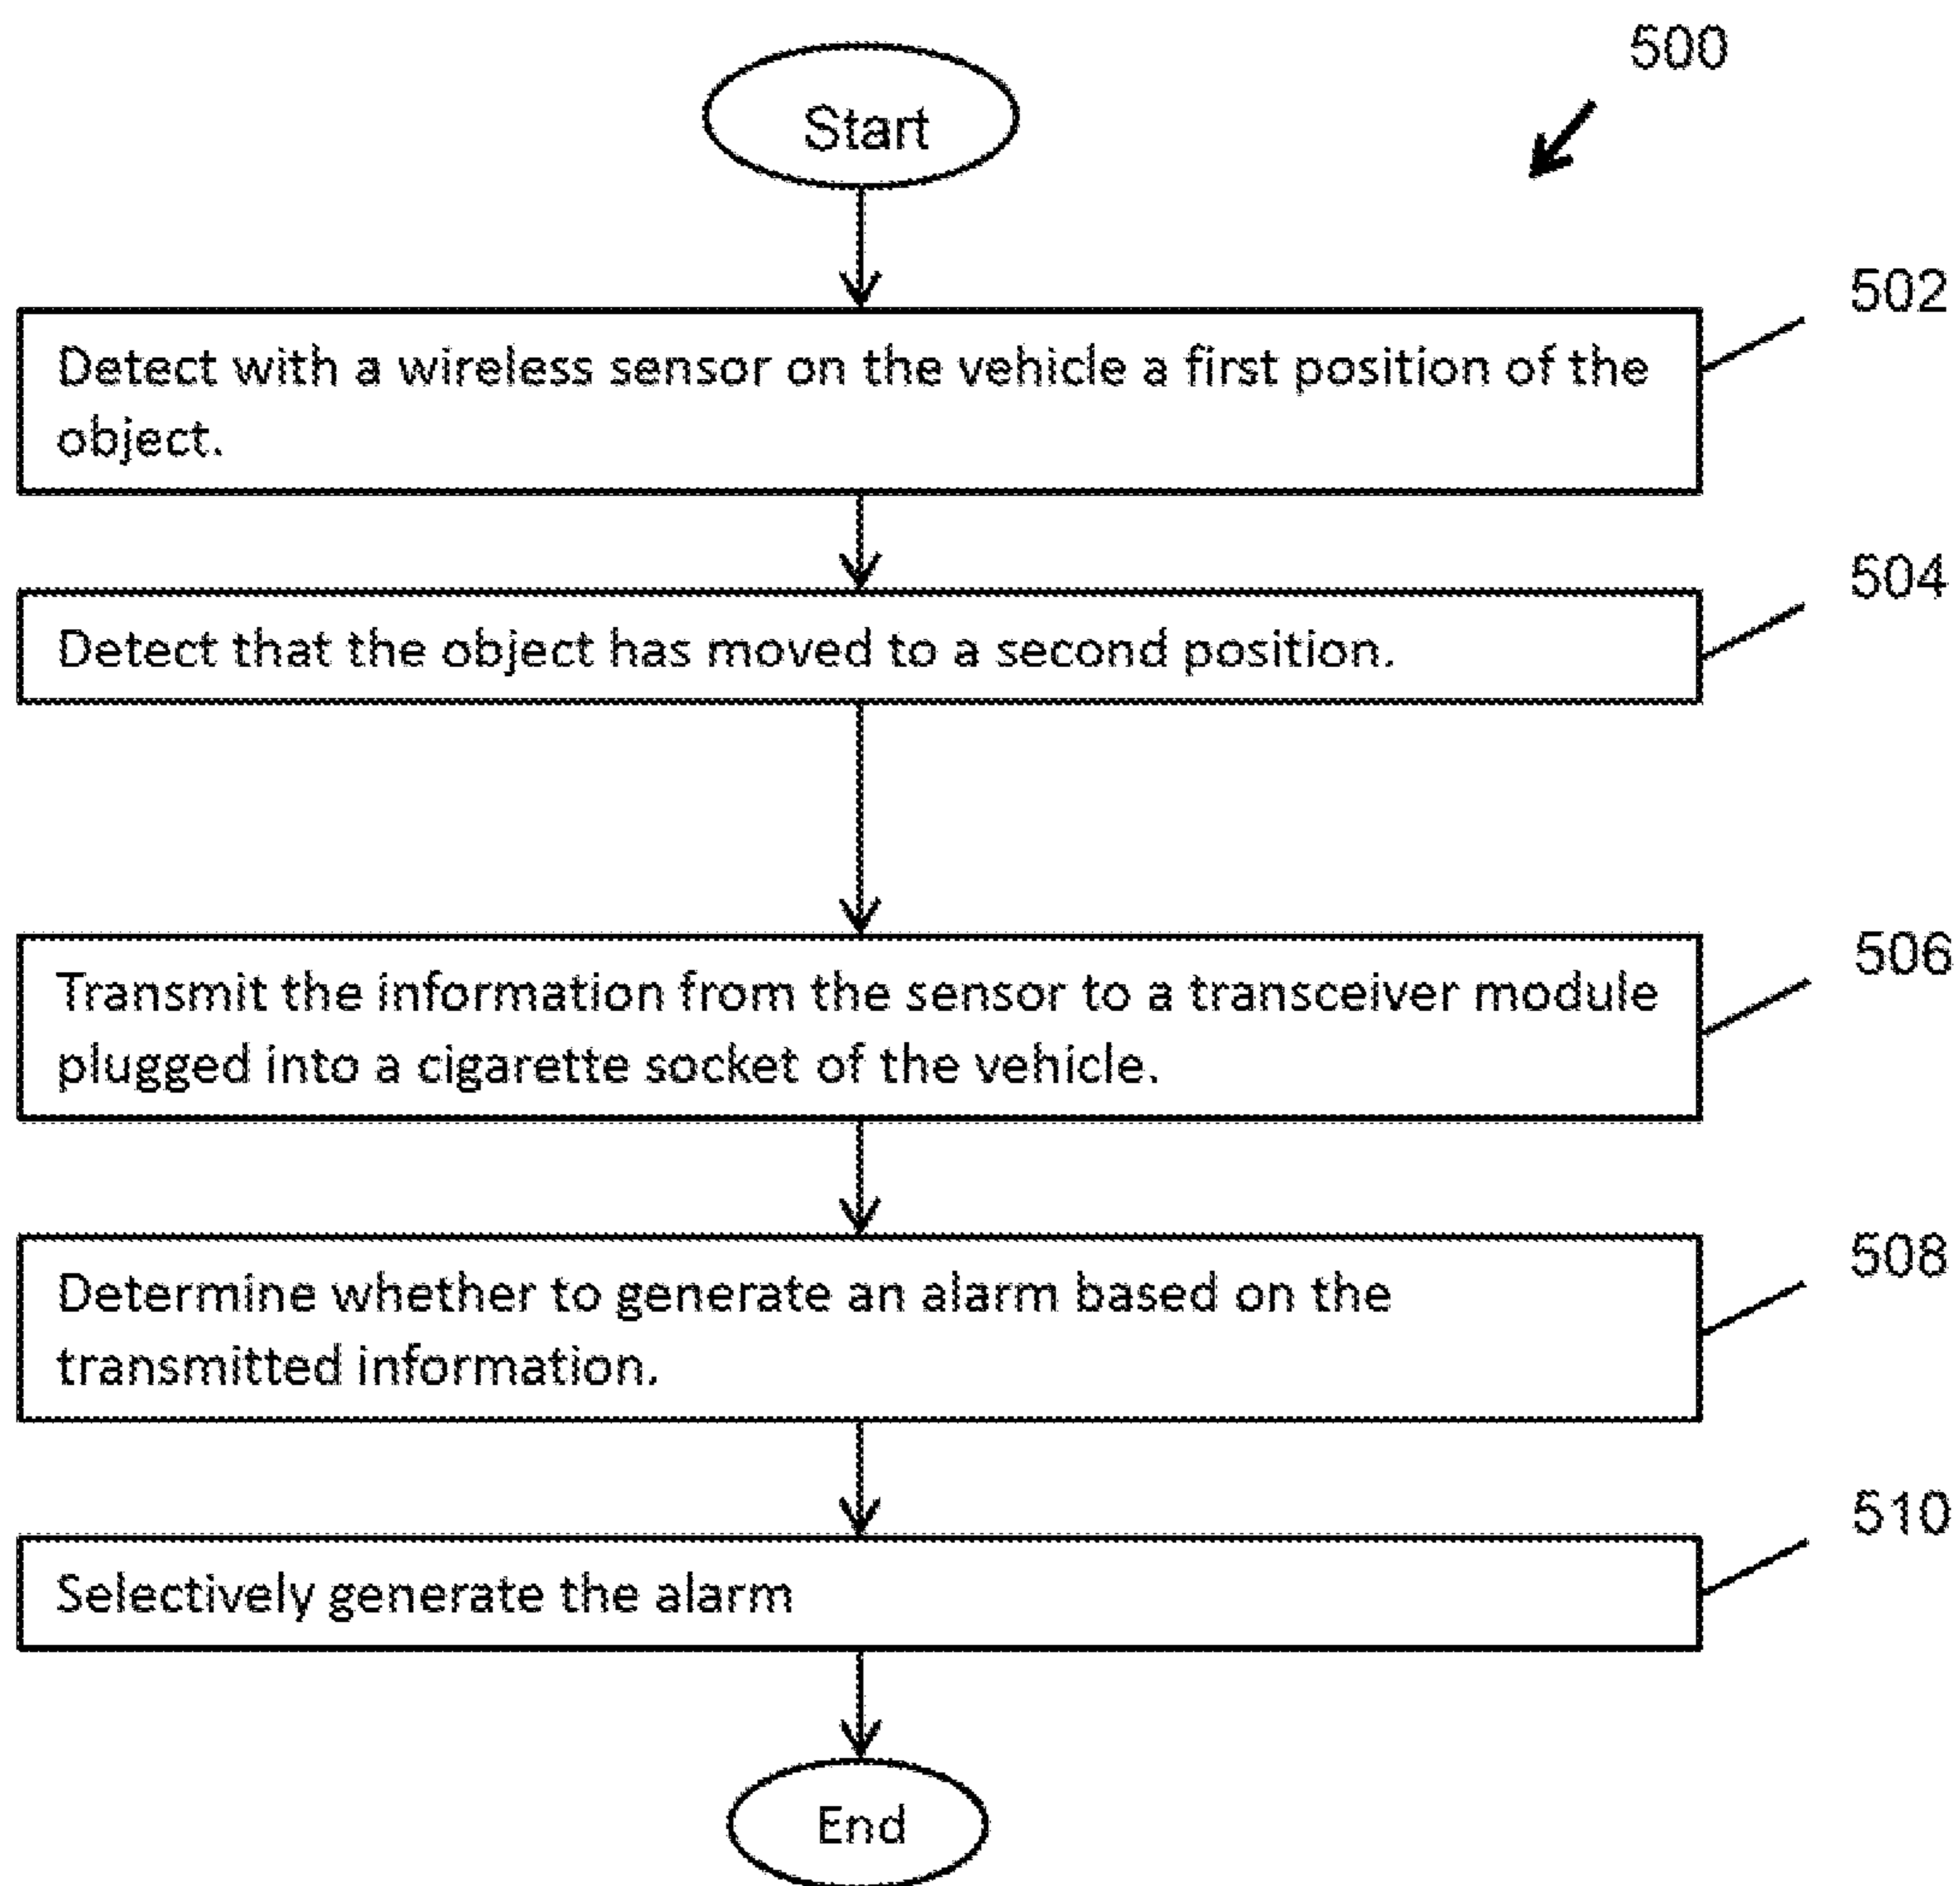 500
Start
502
Detect with a wireless sensor on the vehicle a first position of the
object.
504
Detect that the object has moved to a second position.
506
Transmit the information from the sensor to a transceiver module
plugged into a cigarette socket of the vehicle.
508
Determine whether to generate an alarm based on the
transmitted information.
510
Selectively generate the alarm
End